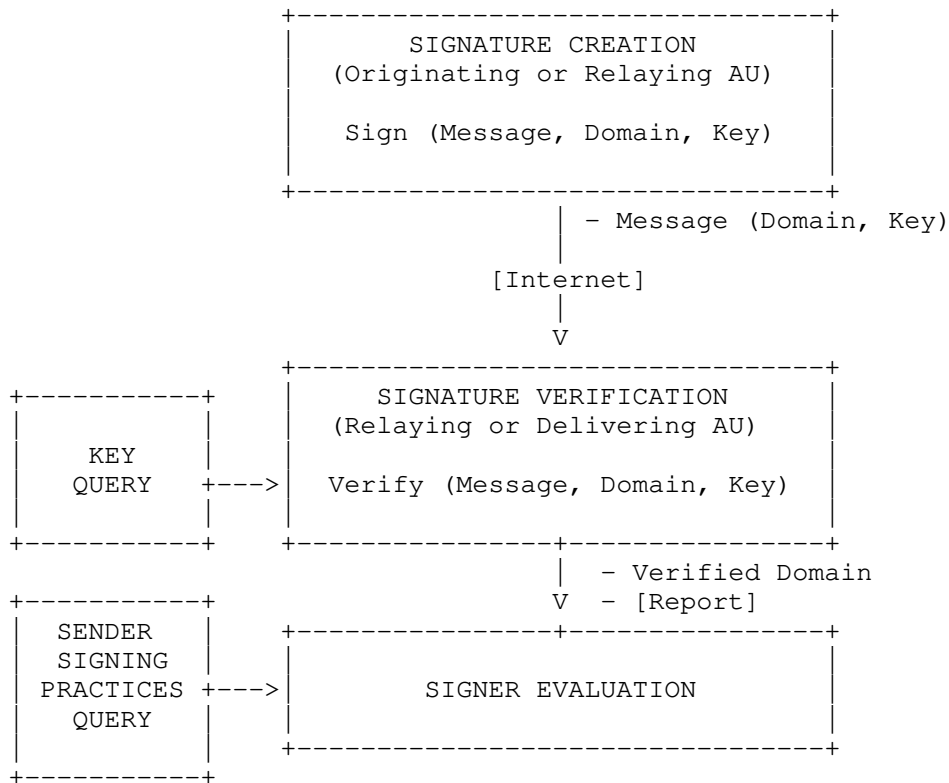 SIGNATURE CREATION
(Originating or Relaying AU)
Sign (Message, Domain, Key)
- Message (Domain, Key)
[Internet]
V
SIGNATURE VERIFICATION
(Relaying or Delivering AU)
KEY
QUERY
Verify (Message, Domain, Key)
- Verified Domain
V - [Report]
SENDER
SIGNING
PRACTICES
QUERY
SIGNER EVALUATION